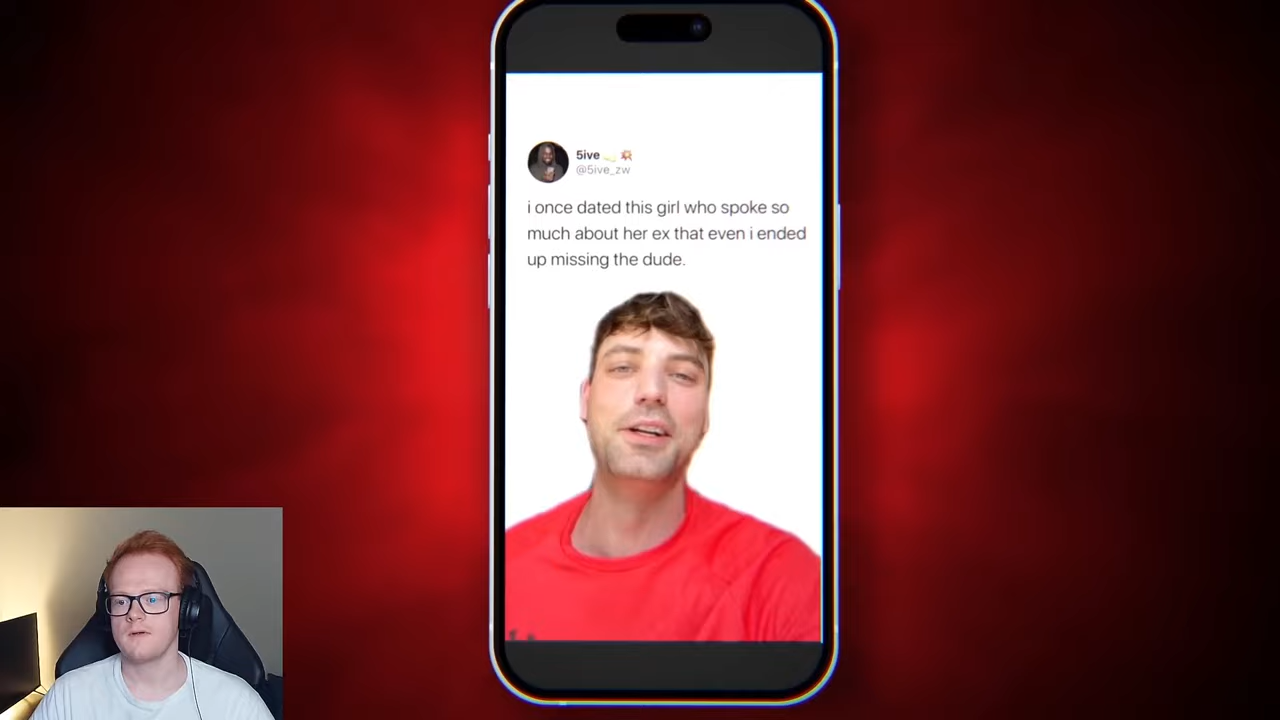 5ive
@5ive_zw
i once dated this girl who spoke so
much about her ex that even i ended
up missing the dude.